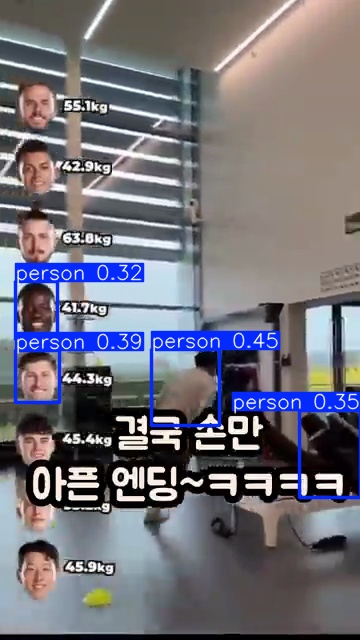 55.1kg
42.9kg
63.8kg
person 0.32
41.7kg
person 0.39
person 0.45
44.3kg
person 0.35
45.4kg
결국 손만
아픈 엔딩~ㅋㅋㅋㅋ
45.9kg